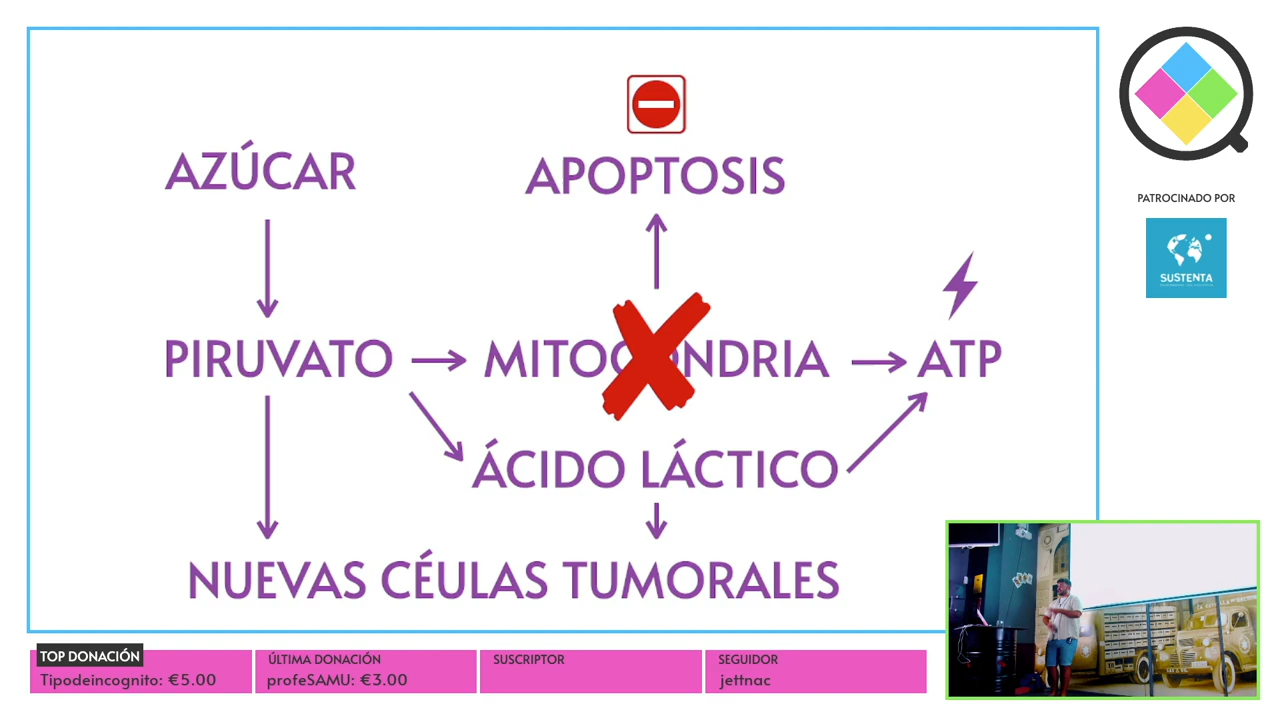 AZÚCAR
APOPTOSIS
PIRUVATO
MITOCONDRIA
ATP
ÁCIDO LÁCTICO
NUEVAS CÉULAS TUMORALES
PATROCINADO POR
SUSTENTA
TOP DONACIÓN
Tipodeincognito: €5.00
ÚLTIMA DONACIÓN
profeSAMU: €3.00
SUSCRIPTOR
SEGUIDOR
jettnac